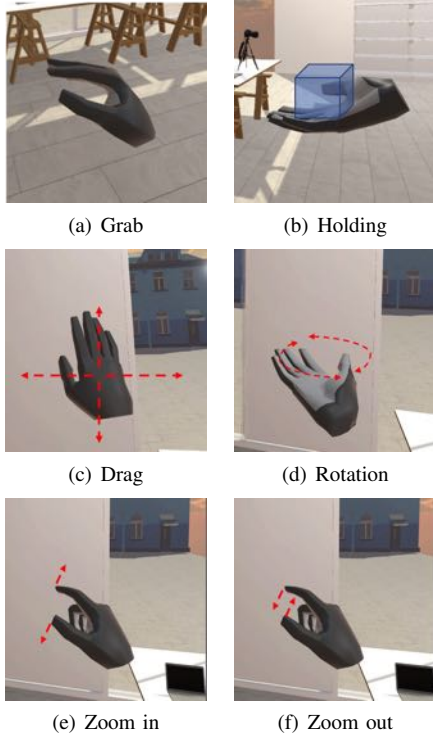 (a) Grab
(b) Holding
(c) Drag
(d) Rotation
(e) Zoom in
(f) Zoom out